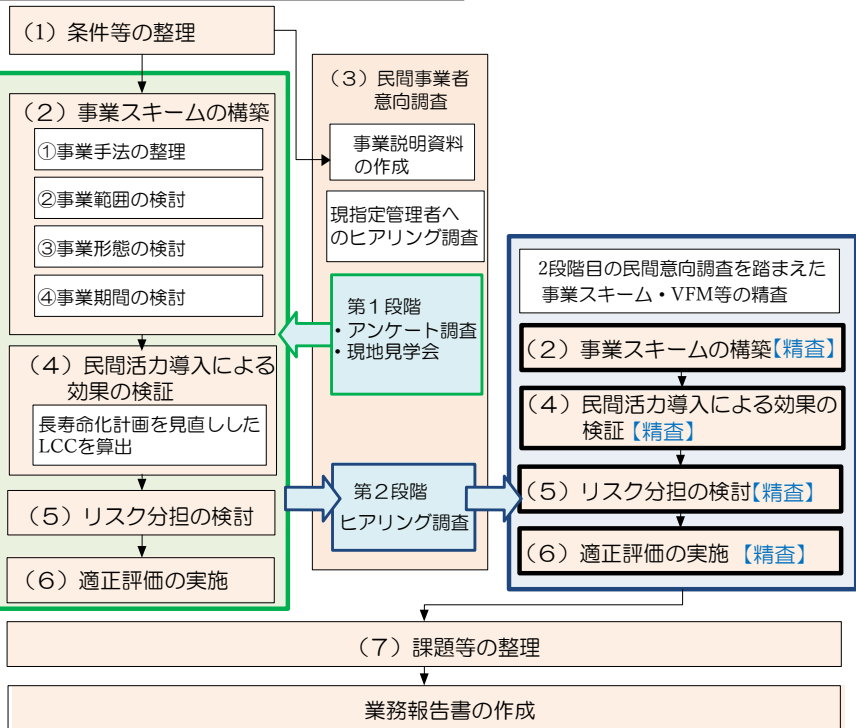 （1）条件等の整理
（2）事業スキームの構築
①事業手法の整理
②事業範囲の検討
③事業形態の検討
④事業期間の検討
（4）民間活力導入による
効果の検証
長寿命化計画を見直しした
LCCを算出
（5）リスク分担の検討
（6）適正評価の実施
（3）民間事業者
意向調査
事業説明資料
の作成
現指定管理者へ
のヒアリング調査
第１段階
・アンケート調査
・現地見学会
第２段階
ヒアリング調査
2段階目の民間意向調査を踏まえた
事業スキーム・VFM等の精査
（2）事業スキームの構築【精査】
（4）民間活力導入による効果の
検証【精査】
（5）リスク分担の検討【精査】
（6）適正評価の実施【精査】
（7）課題等の整理
業務報告書の作成